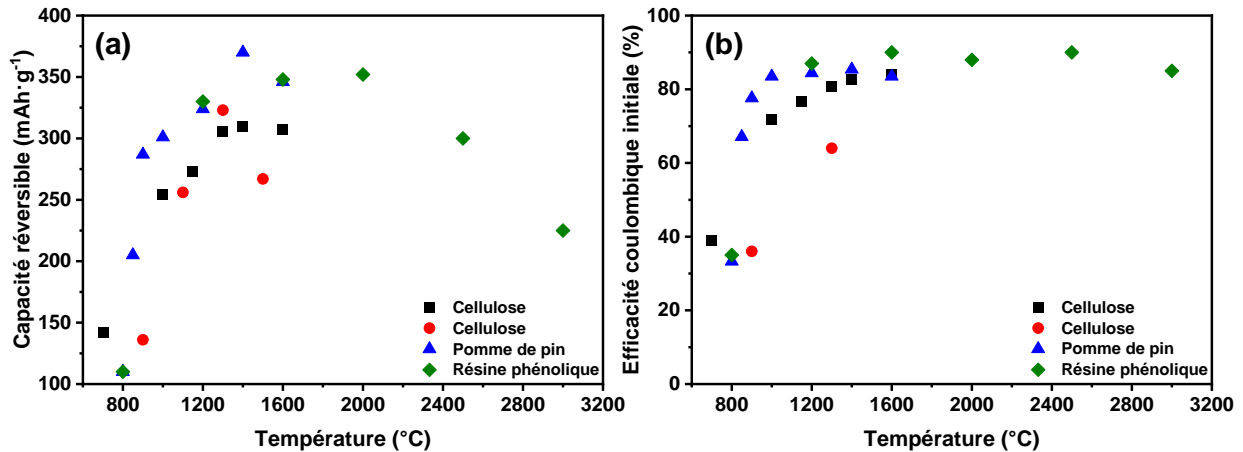 (a)
Capacité réversible (mAh·g⁻¹)
400
350
300
250
200
150
100
800 1200 1600 2000 2400 2800 3200
Température (°C)
Cellulose
Cellulose
Pomme de pin
Résine phénolique
(b)
Efficacité coulombique initiale (%)
100
80
60
40
20
0
800 1200 1600 2000 2400 2800 3200
Température (°C)
Cellulose
Cellulose
Pomme de pin
Résine phénolique